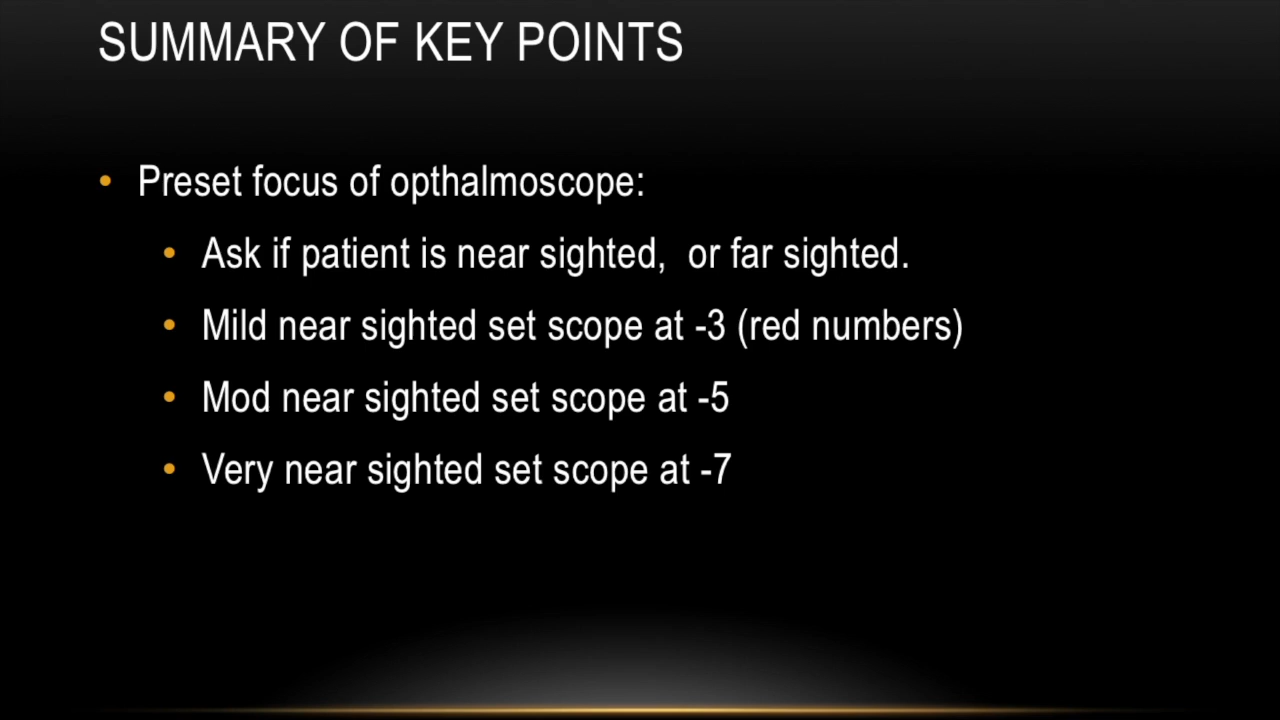 SUMMARY OF KEY POINTS
• Preset focus of opthalmoscope:
• Ask if patient is near sighted,  or far sighted.
• Mild near sighted set scope at -3 (red numbers)
• Mod near sighted set scope at -5
• Very near sighted set scope at -7